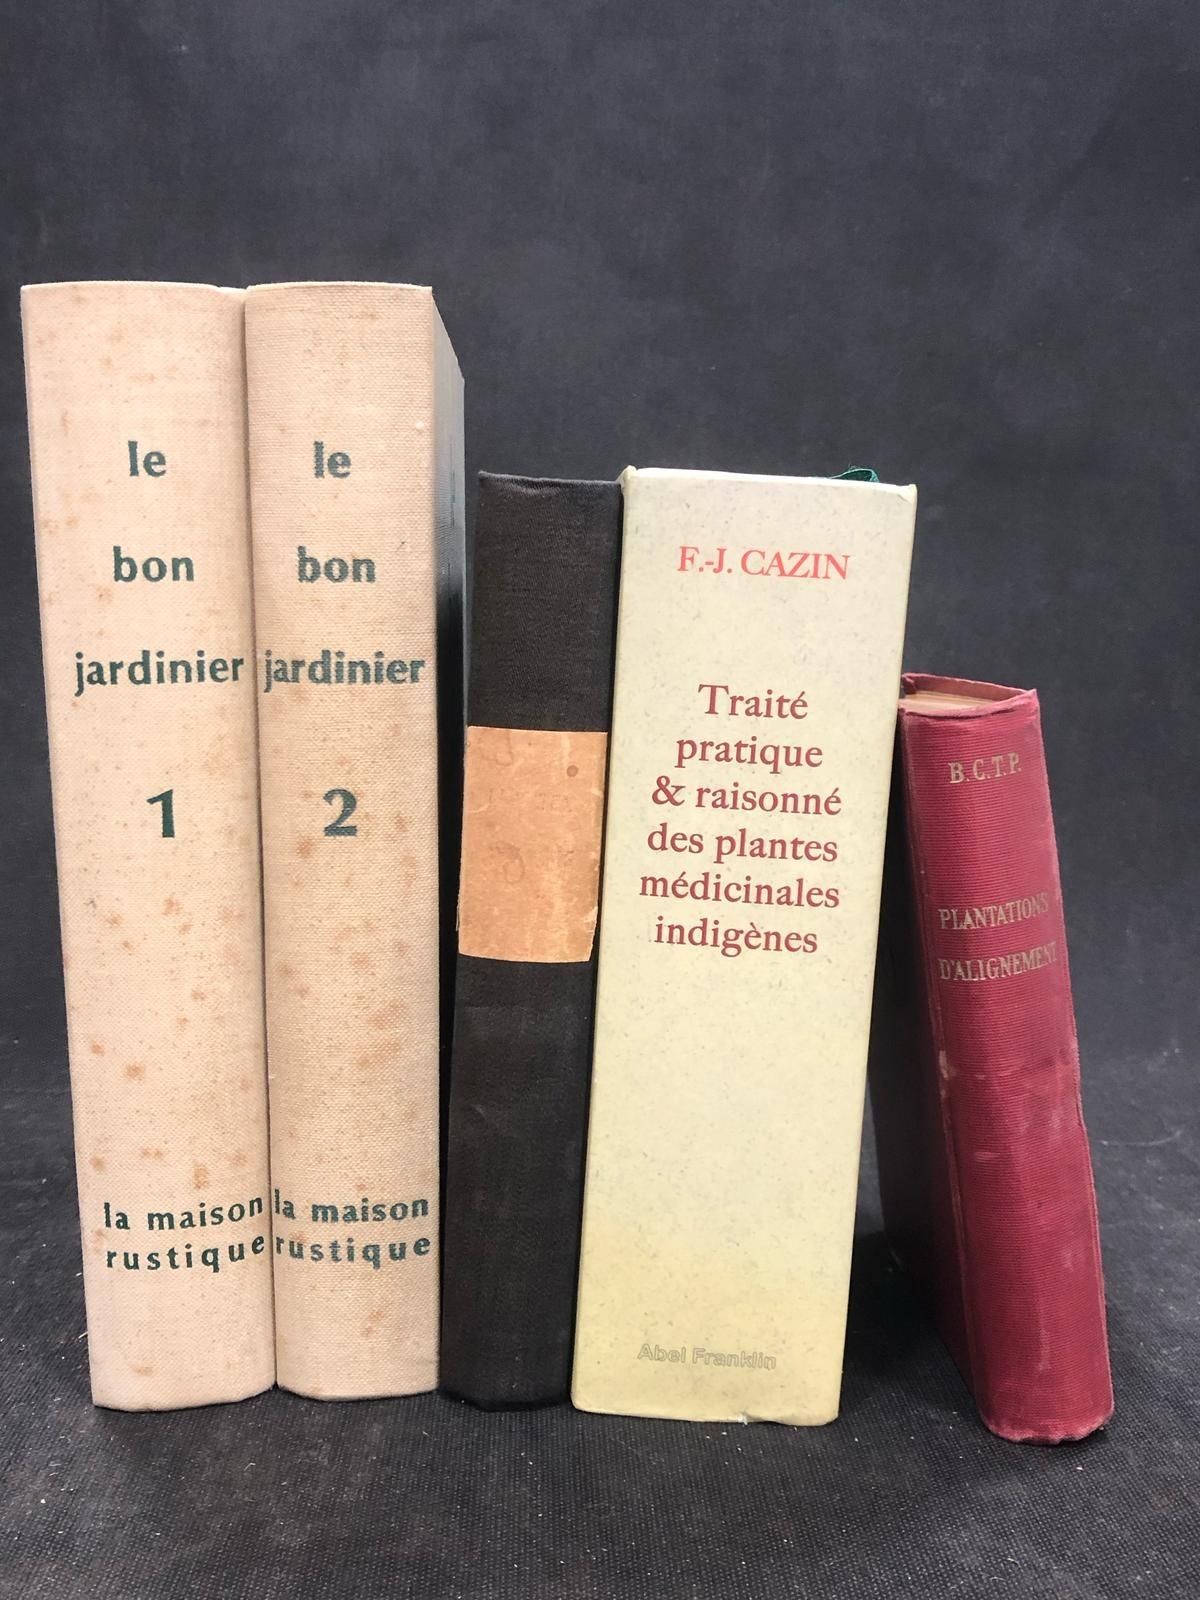 le
bon
jardinier
1
la maison
rustique
le
bon
jardinier
2
la maison
rustique
F.-J. CAZIN
Traité
pratique
& raisonné
des plantes
médicinales
indigènes
Abel Franklin
B.C.T.P.
PLANTATIONS
D'ALIGNEMENT